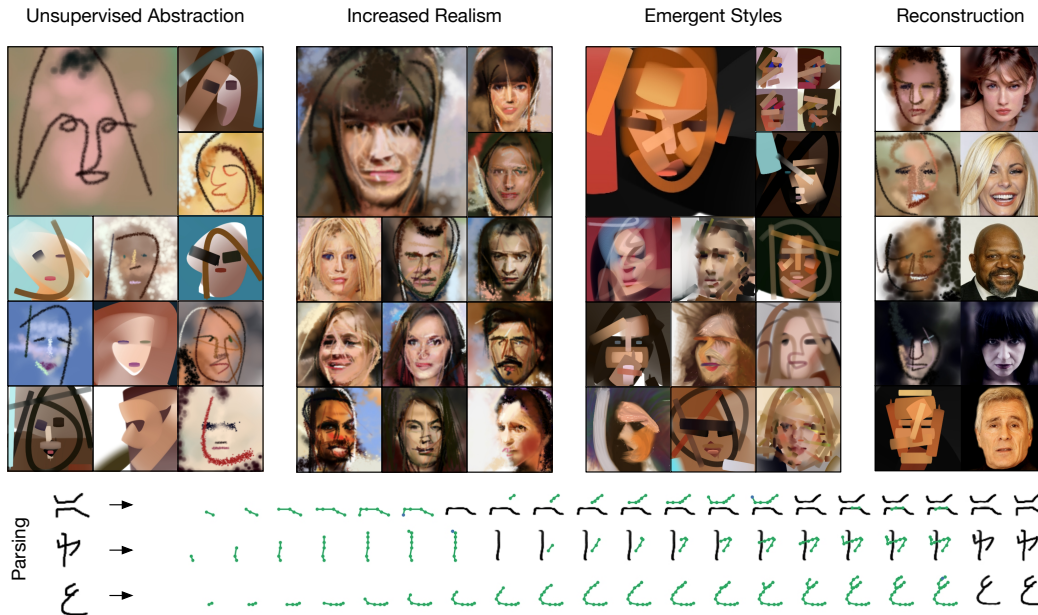 Unsupervised Abstraction
Increased Realism
Emergent Styles
Reconstruction
Parsing